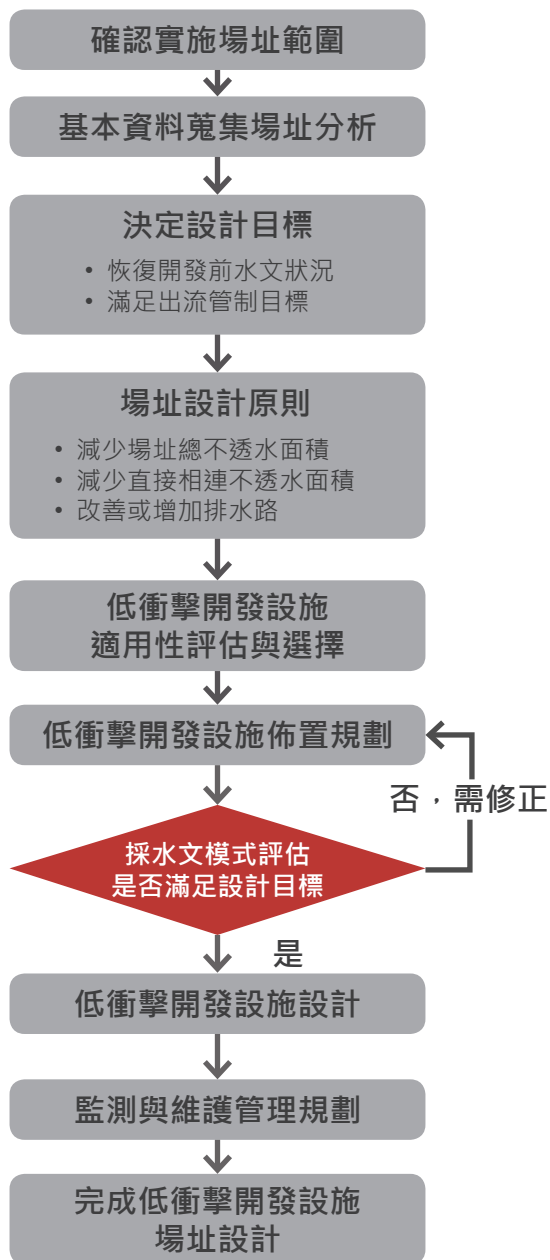 確認實施場址範圍
基本資料蒐集場址分析
決定設計目標
• 恢復開發前水文狀況
• 滿足出流管制目標
場址設計原則
• 減少場址總不透水面積
• 減少直接相連不透水面積
• 改善或增加排水路
低衝擊開發設施
適用性評估與選擇
低衝擊開發設施佈置規劃
否，需修正
採水文模式評估
是否滿足設計目標
是
低衝擊開發設施設計
監測與維護管理規劃
完成低衝擊開發設施
場址設計